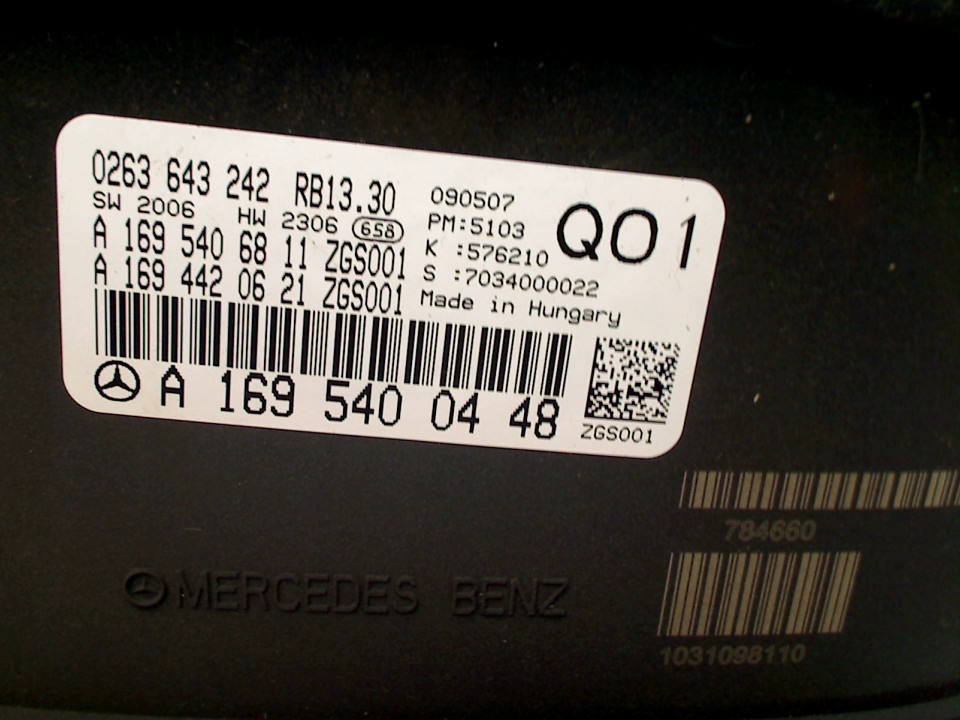 0263 643 242 RB13.30
SW 2006 HW 2306 658
A 169 540 68 11 ZGS001
A 169 442 06 21 ZGS001
090507
PM:5103
K :576210
S :7034000022
Made in Hungary
QO1
A 169 540 04 48
ZGS001
784660
MERCEDES BENZ
1031098110